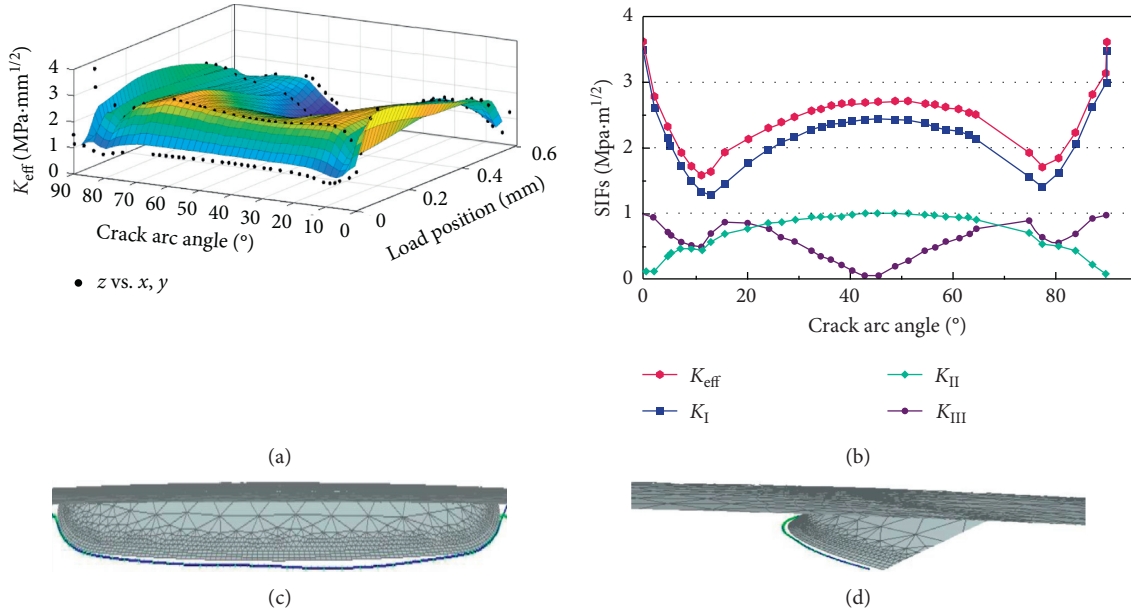 K_eff (MPa·mm^1/2)
4
3
2
1
0
90
80
70
60
50
40
30
20
10
0
Crack arc angle (°)
0
0.2
0.4
0.6
Load position (mm)
• z vs. x, y
(a)
SIFs (Mpa·m^1/2)
4
3
2
1
0
0
20
40
60
80
Crack arc angle (°)
K_eff
K_II
K_I
K_III
(b)
(c)
(d)